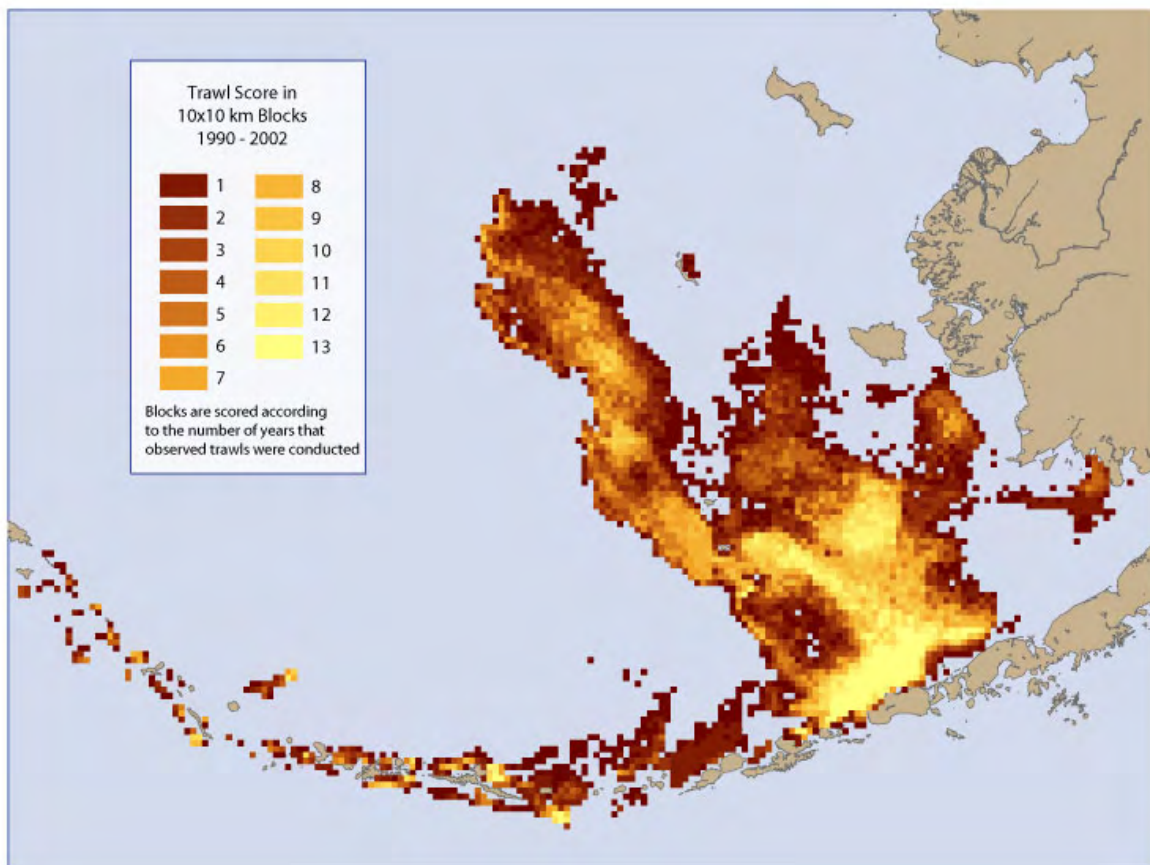 Trawl Score in
10x10 km Blocks
1990 - 2002
1 8
2 9
3 10
4 11
5 12
6 13
7
Blocks are scored according
to the number of years that
observed trawls were conducted